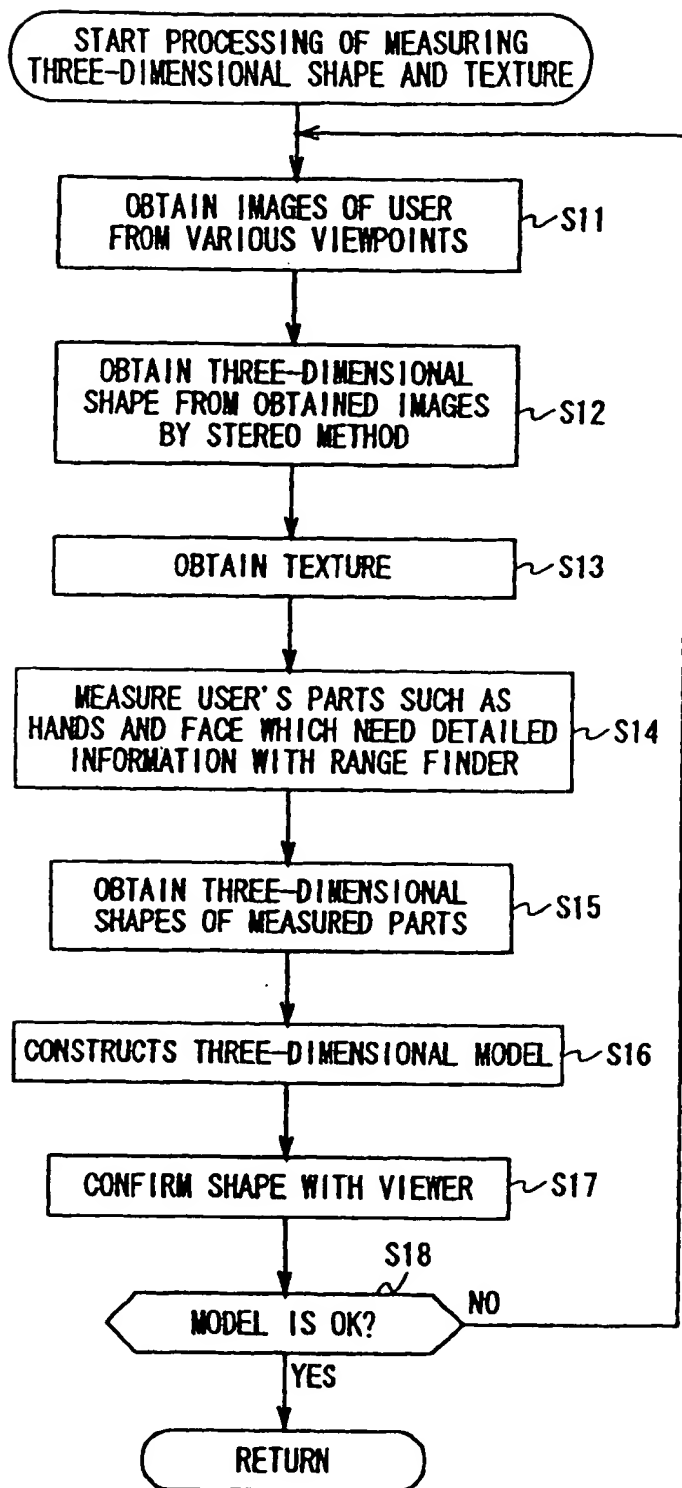 START PROCESSING OF MEASURING
THREE-DIMENSIONAL SHAPE AND TEXTURE
OBTAIN IMAGES OF USER
FROM VARIOUS VIEWPOINTS
S11
OBTAIN THREE-DIMENSIONAL
SHAPE FROM OBTAINED IMAGES
BY STEREO METHOD
S12
OBTAIN TEXTURE
S13
MEASURE USER'S PARTS SUCH AS
HANDS AND FACE WHICH NEED DETAILED
INFORMATION WITH RANGE FINDER
S14
OBTAIN THREE-DIMENSIONAL
SHAPES OF MEASURED PARTS
S15
CONSTRUCTS THREE-DIMENSIONAL MODEL
S16
CONFIRM SHAPE WITH VIEWER
S17
S18
MODEL IS OK?
NO
YES
RETURN